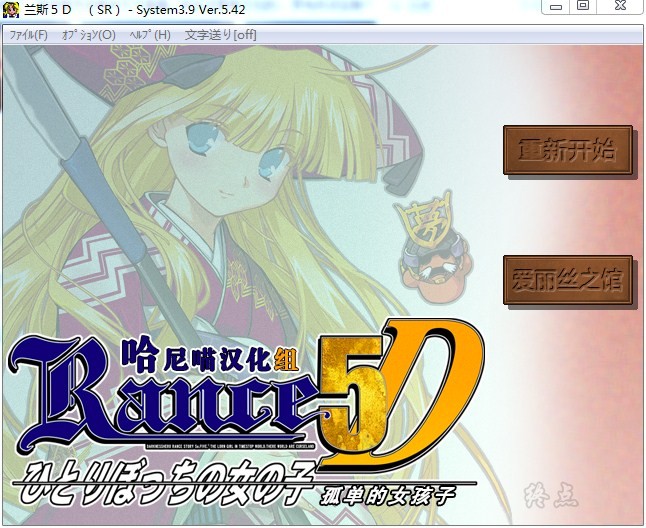 兰斯５Ｄ　（ＳＲ） - System3.9 Ver.5.42
ﾌｧｲﾙ(F)　ｵﾌﾟｼｮﾝ(O)　ﾍﾙﾌﾟ(H)　文字送り[off]
重新开始
爱丽丝之馆
哈尼喵汉化组
Rance5D
ひとりぼっちの女の子 孤单的女孩子
终点